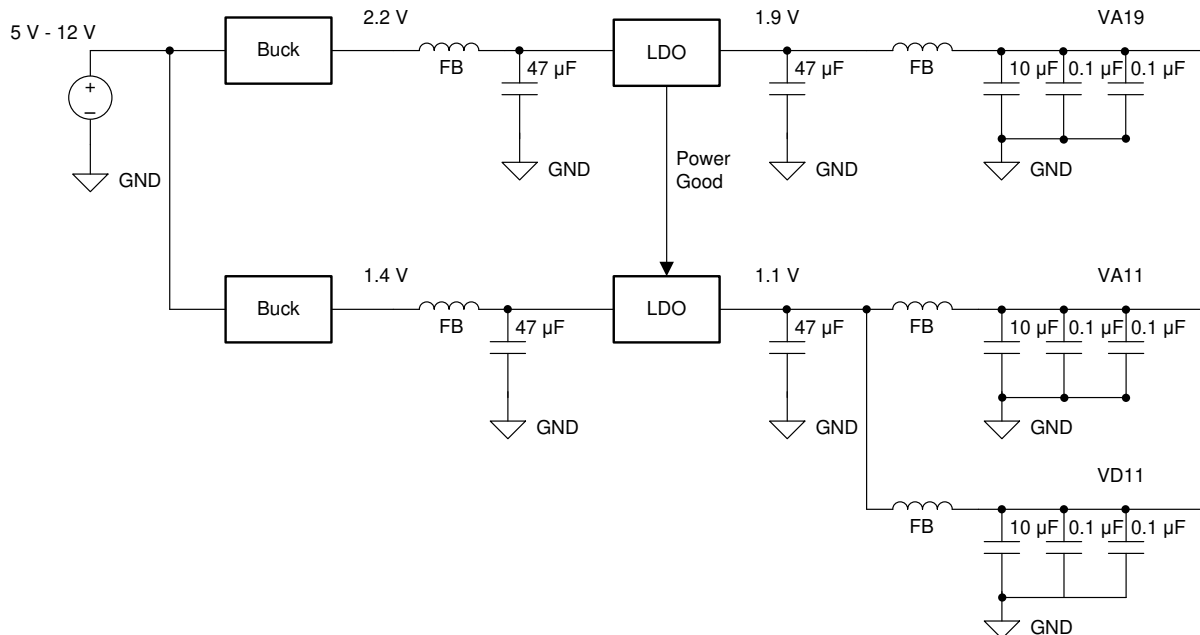 5 V - 12 V
2.2 V
1.9 V
VA19
Buck
FB
47 µF
LDO
47 µF
FB
10 µF
0.1 µF
0.1 µF
+
–
GND
GND
Power
Good
GND
GND
1.4 V
1.1 V
VA11
Buck
FB
47 µF
LDO
47 µF
FB
10 µF
0.1 µF
0.1 µF
GND
GND
GND
VD11
FB
10 µF
0.1 µF
0.1 µF
GND